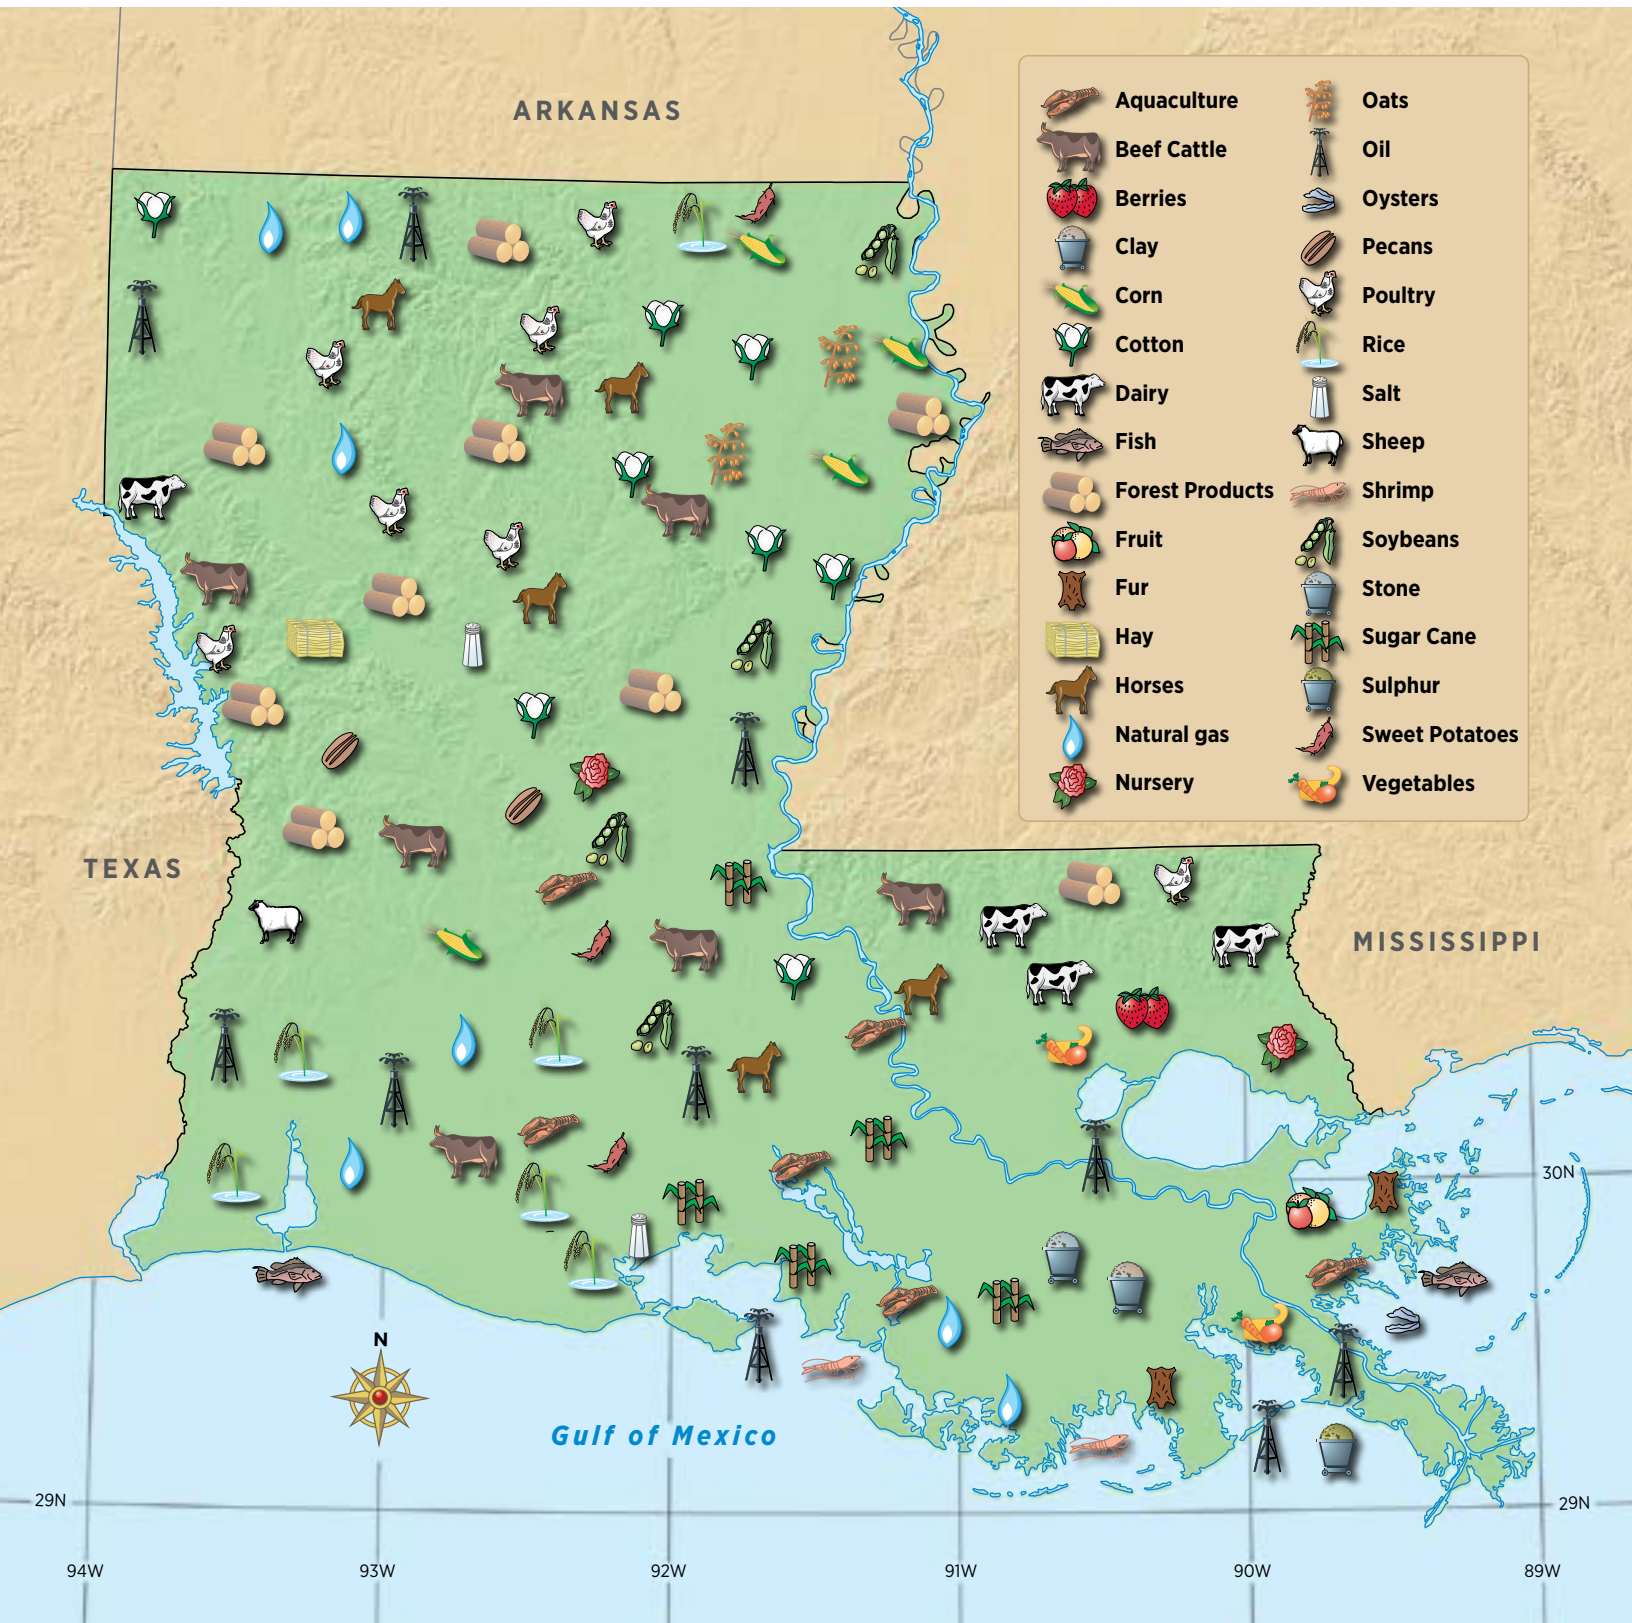 ARKANSAS
Aquaculture
Beef Cattle
Berries
Clay
Corn
Cotton
Dairy
Fish
Forest Products
Fruit
Fur
Hay
Horses
Natural gas
Nursery
Oats
Oil
Oysters
Pecans
Poultry
Rice
Salt
Sheep
Shrimp
Soybeans
Stone
Sugar Cane
Sulphur
Sweet Potatoes
Vegetables
TEXAS
MISSISSIPPI
30N
N
Gulf of Mexico
29N
29N
94W
93W
92W
91W
90W
89W